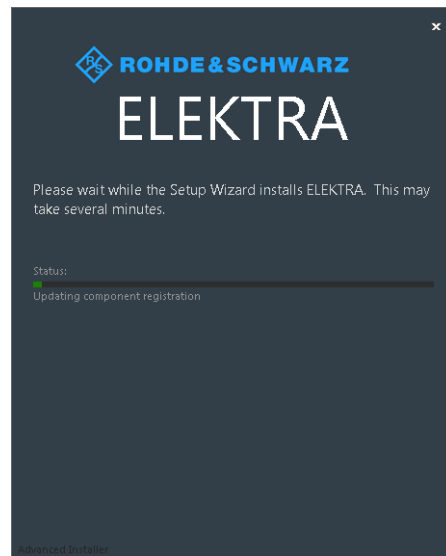 ×
R S ROHDE & SCHWARZ
ELEKTRA
Please wait while the Setup Wizard installs ELEKTRA. This may
take several minutes.
Status:
Updating component registration
Advanced Installer